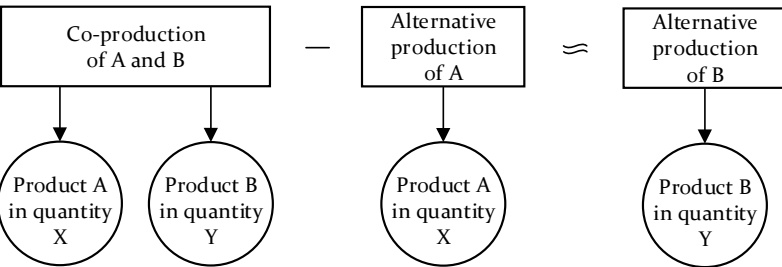 Co-production
of A and B
−
Alternative
production
of A
≈
Alternative
production
of B
Product A
in quantity
X
Product B
in quantity
Y
Product A
in quantity
X
Product B
in quantity
Y